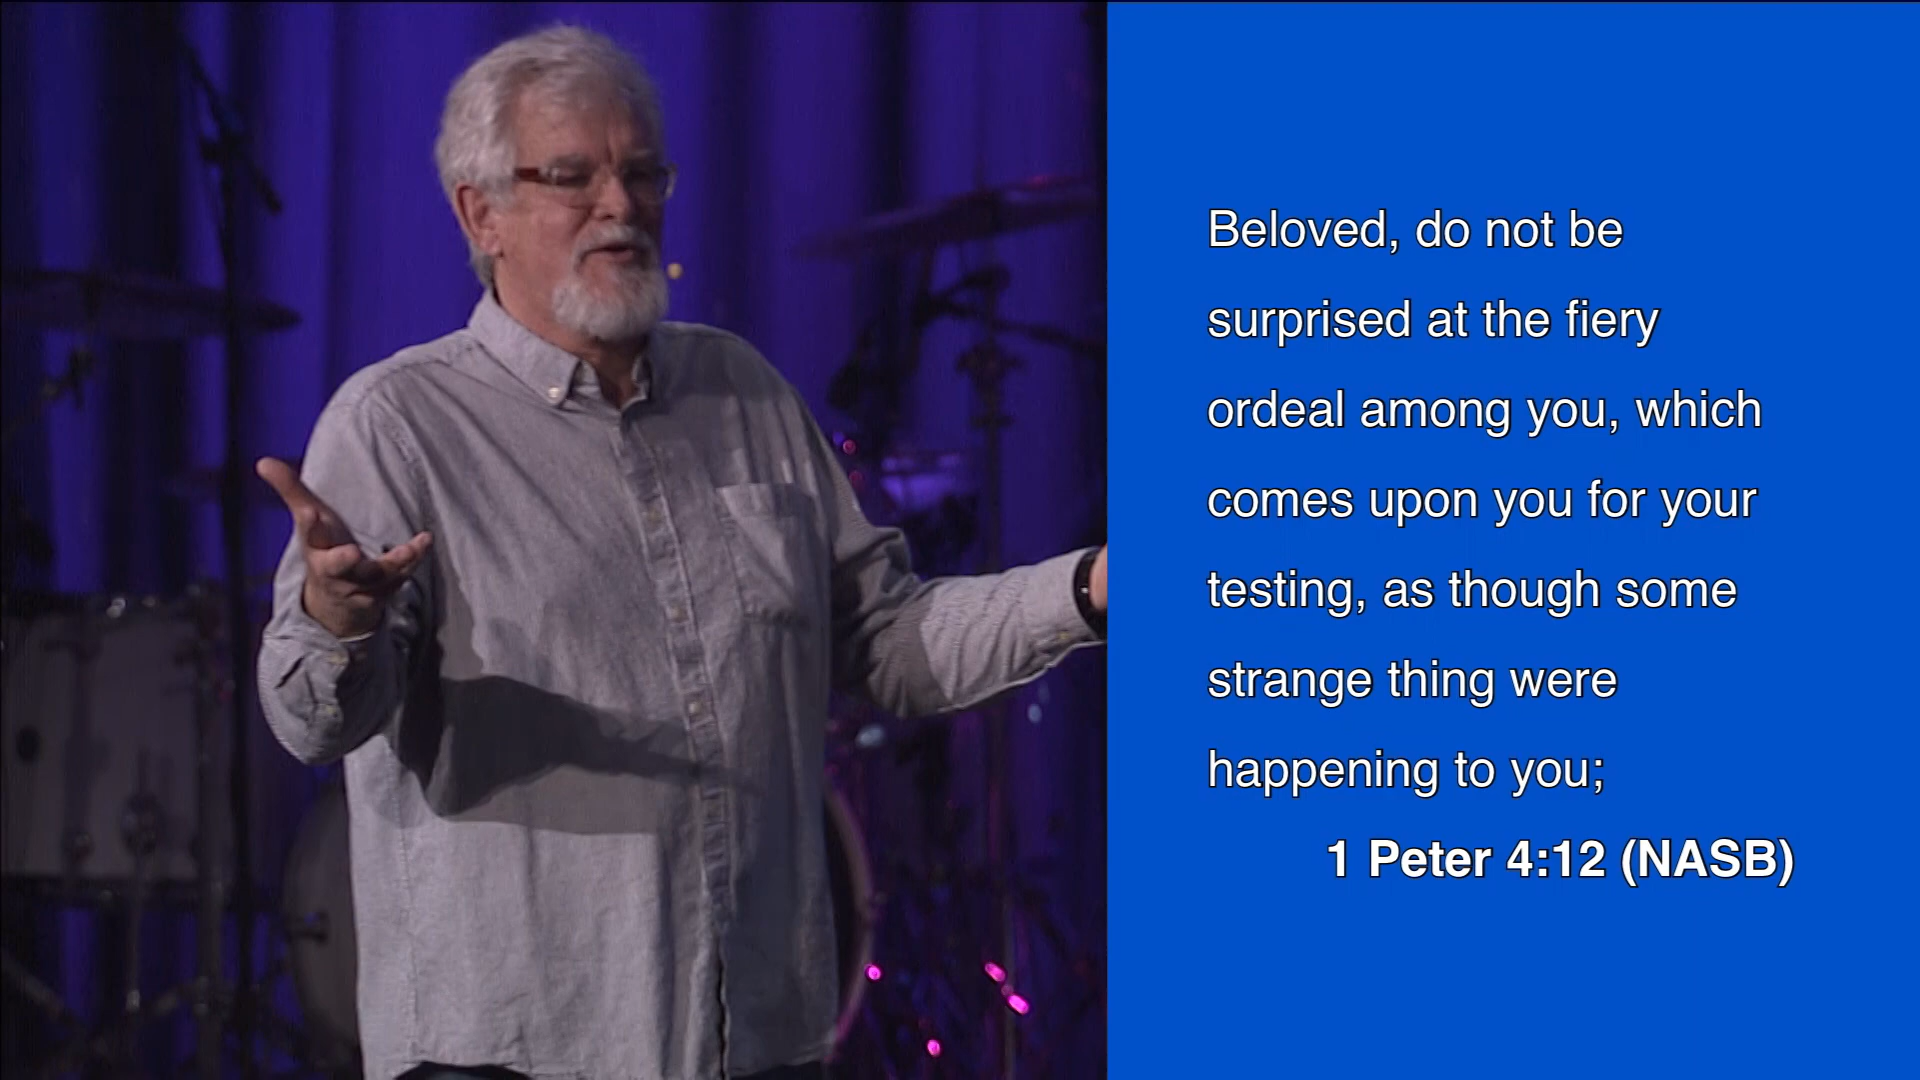 Beloved, do not be
surprised at the fiery
ordeal among you, which
comes upon you for your
testing, as though some
strange thing were
happening to you;
1 Peter 4:12 (NASB)